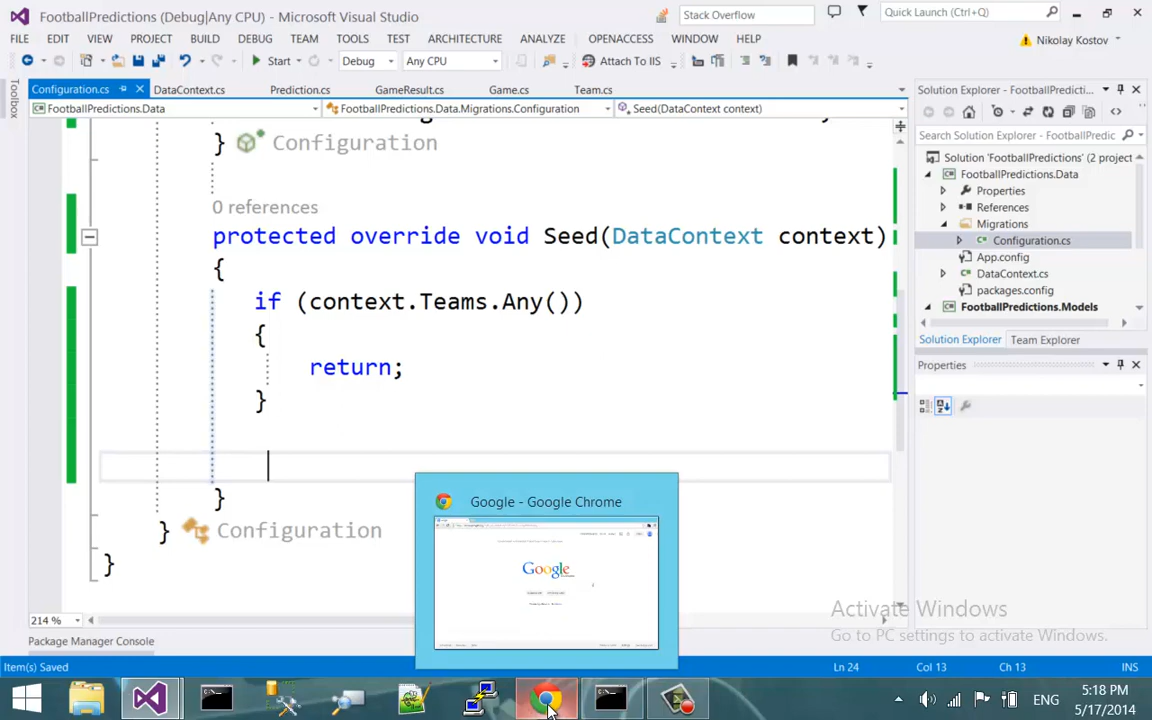 FootballPredictions (Debug|Any CPU) - Microsoft Visual Studio
Stack Overflow
Quick Launch (Ctrl+Q)
FILE EDIT VIEW PROJECT BUILD DEBUG TEAM TOOLS TEST ARCHITECTURE ANALYZE OPENACCESS WINDOW HELP
Nikolay Kostov
Start Debug Any CPU Attach To IIS
Toolbox
Configuration.cs DataContext.cs Prediction.cs GameResult.cs Game.cs Team.cs
FootballPredictions.Data FootballPredictions.Data.Migrations.Configuration Seed(DataContext context)
} Configuration
0 references
protected override void Seed(DataContext context)
{
if (context.Teams.Any())
{
return;
}
}
} Configuration
}
214 %
Package Manager Console
Solution Explorer - FootballPredicti...
Search Solution Explorer - FootballPredic
Solution 'FootballPredictions' (2 project
FootballPredictions.Data
Properties
References
Migrations
Configuration.cs
App.config
DataContext.cs
packages.config
FootballPredictions.Models
Solution Explorer Team Explorer
Properties
Google - Google Chrome
Google
Activate Windows
Go to PC settings to activate Windows.
Item(s) Saved
Ln 24 Col 13 Ch 13 INS
ENG
5:18 PM
5/17/2014